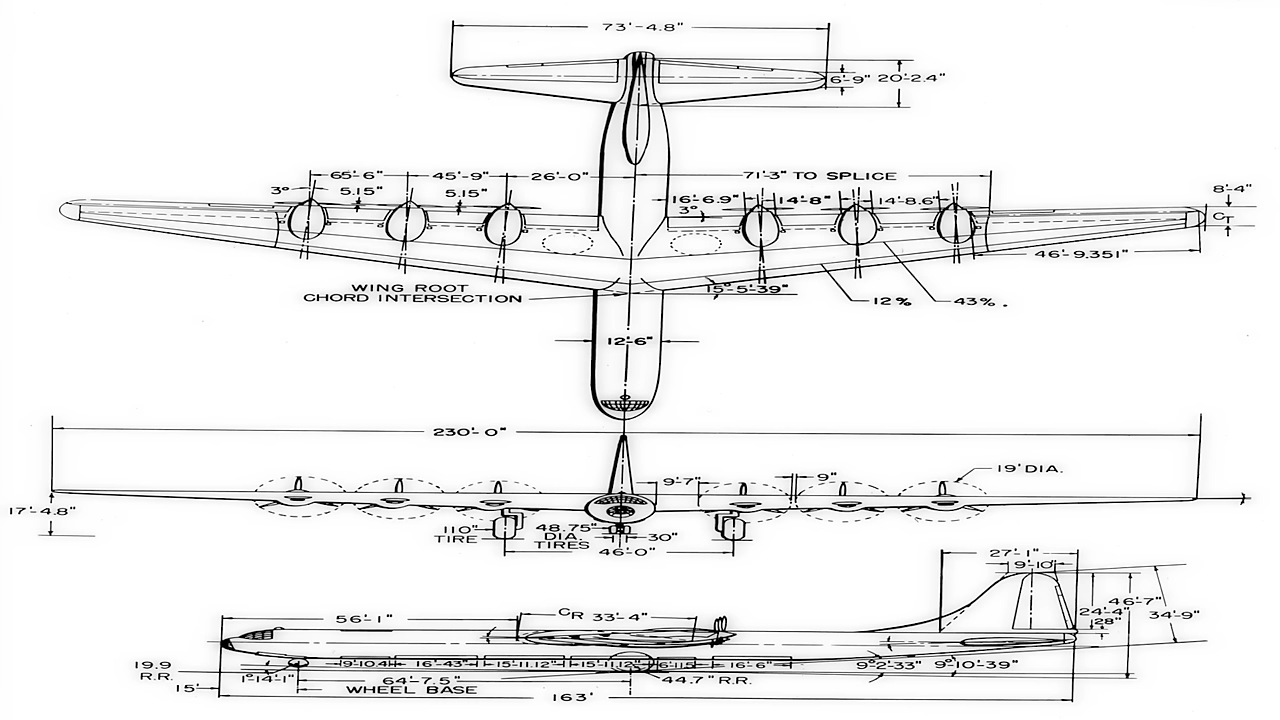 73'-4.8"
6'-9" 20'-2.4"
65'-6" 45'-9" 26'-0" 71'-3" TO SPLICE
3° 5.15" 5.15" 16'-6.9" 14'-8" 14'-8.6" 8'-4"
3° CT
46'-9.351"
WING ROOT
CHORD INTERSECTION
15°-5'-39" 12% 43%.
12'-6"
230'-0"
9'-7" 9" 19' DIA.
17'-4.8"
110"
TIRE
48.75"
DIA.
TIRES
30"
46'-0"
27'-1"
9'-10"
56'-1" CR 33'-4" 24'-4" 46'-7" 34'-9"
28"
19.9
R.R.
9'-10.4 16'-43" 15'-11.12" 15'-11.12" 6'-11.5 16'-6" 9°-2'-33" 9°-10'-39"
1°-14'-1" 64'-7.5" 44.7" R.R.
15' WHEEL BASE
163'